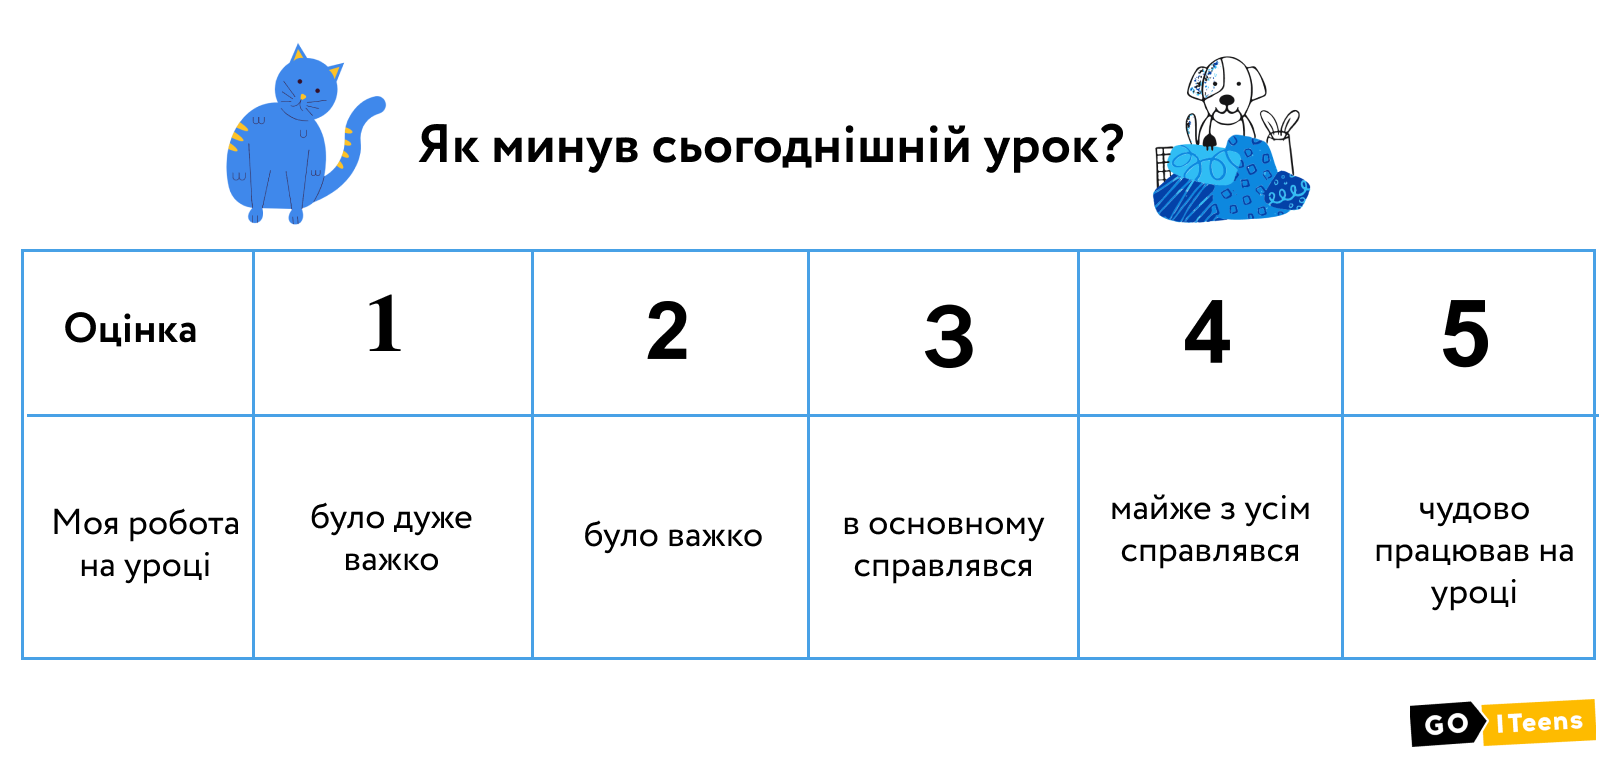 Як минув сьогоднішній урок?
Оцінка
1
2
3
4
5
Моя робота
на уроці
було дуже
важко
було важко
в основному
справлявся
майже з усім
справлявся
чудово
працював на
уроці
GO ITeens